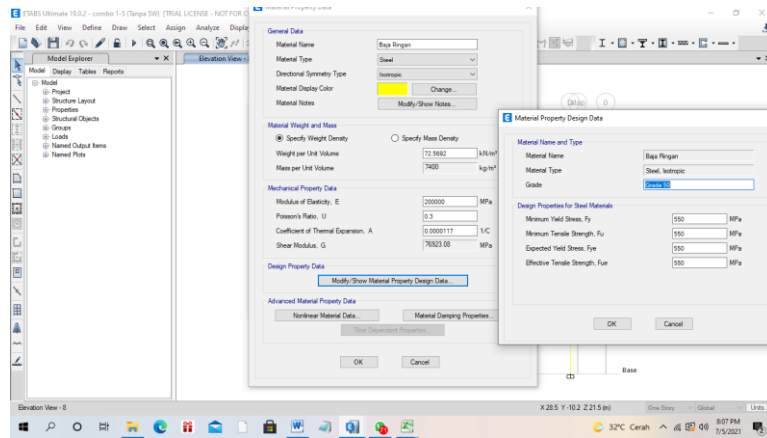 ETABS Ultimate 19.0.2 - combo 1-5 (Tanpa SW) [TRIAL LICENSE - NOT FOR C
File Edit View Define Draw Select Assign Analyze Display
Model Explorer
Model Display Tables Reports
Model
Project
Structure Layout
Properties
Structural Objects
Groups
Loads
Named Output Items
Named Plots
Elevation View -
Material Property Data
General Data
Material Name Baja Ringan
Material Type Steel
Directional Symmetry Type Isotropic
Material Display Color Change...
Material Notes Modify/Show Notes...
Material Weight and Mass
Specify Weight Density Specify Mass Density
Weight per Unit Volume 72.5692 kN/m³
Mass per Unit Volume 7400 kg/m³
Mechanical Property Data
Modulus of Elasticity, E 200000 MPa
Poisson's Ratio, U 0.3
Coefficient of Thermal Expansion, A 0.0000117 1/C
Shear Modulus, G 76923.08 MPa
Design Property Data
Modify/Show Material Property Design Data...
Advanced Material Property Data
Nonlinear Material Data... Material Damping Properties...
Time Dependent Properties...
OK Cancel
Material Property Design Data
Material Name and Type
Material Name Baja Ringan
Material Type Steel, Isotropic
Grade Grade 50
Design Properties for Steel Materials
Minimum Yield Stress, Fy 550 MPa
Minimum Tensile Strength, Fu 550 MPa
Expected Yield Stress, Fye 550 MPa
Effective Tensile Strength, Fue 550 MPa
OK Cancel
Base
Elevation View - 8 X 28.5 Y -10.2 Z 21.5 (m) One Story Global Units...
32°C Cerah 8:07 PM
7/5/2021